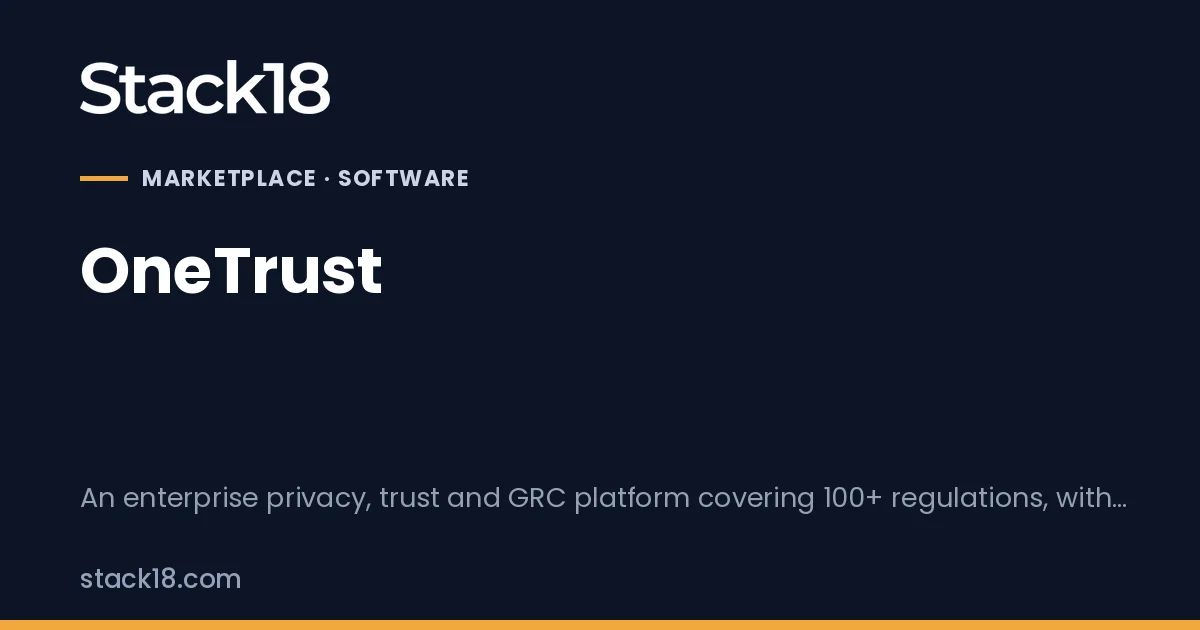 Stack18
MARKETPLACE · SOFTWARE
OneTrust
An enterprise privacy, trust and GRC platform covering 100+ regulations, with...
stack18.com